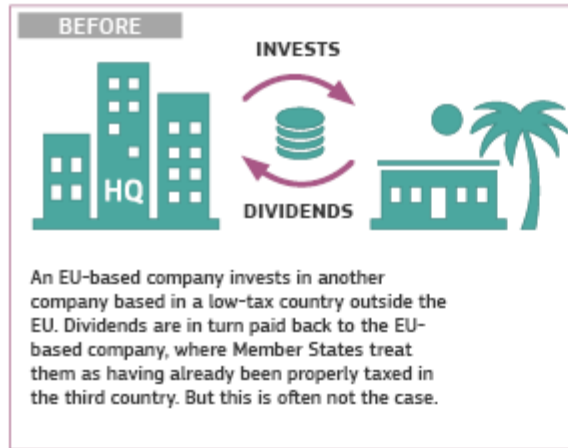 BEFORE
INVESTS
HQ
DIVIDENDS
An EU-based company invests in another
company based in a low-tax country outside the
EU. Dividends are in turn paid back to the EU-
based company, where Member States treat
them as having already been properly taxed in
the third country. But this is often not the case.